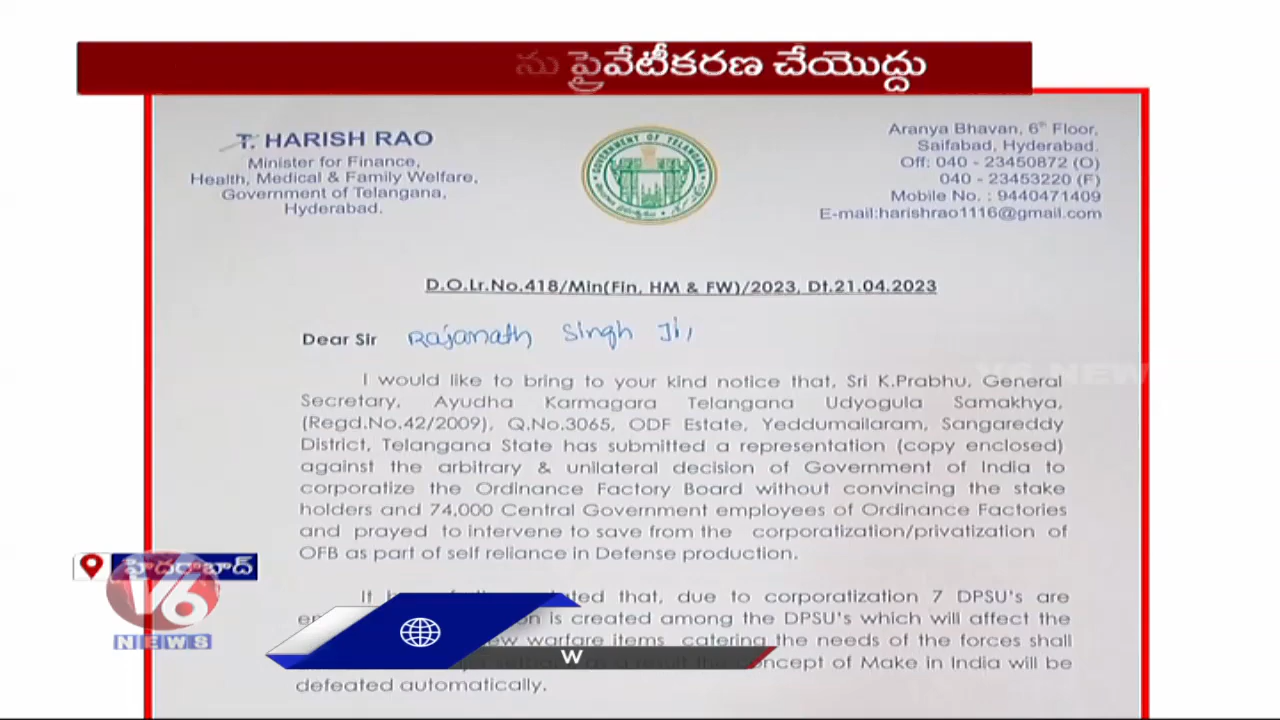 ను ప్రైవేటీకరణ చేయొద్దు
T. HARISH RAO
Minister for Finance,
Health, Medical & Family Welfare,
Government of Telangana,
Hyderabad.
GOVERNMENT OF TELANGANA
Aranya Bhavan, 6th Floor,
Saifabad, Hyderabad.
Off: 040 - 23450872 (O)
040 - 23453220 (F)
Mobile No. : 9440471409
E-mail:harishrao1116@gmail.com
D.O.Lr.No.418/Min(Fin, HM & FW)/2023, Dt.21.04.2023
Dear Sir Rajanath Singh Ji,
I would like to bring to your kind notice that, Sri K.Prabhu, General
Secretary, Ayudha Karmagara Telangana Udyogula Samakhya,
(Regd.No.42/2009), Q.No.3065, ODF Estate, Yeddumailaram, Sangareddy
District, Telangana State has submitted a representation (copy enclosed)
against the arbitrary & unilateral decision of Government of India to
corporatize the Ordinance Factory Board without convincing the stake
holders and 74,000 Central Government employees of Ordinance Factories
and prayed to intervene to save from the corporatization/privatization of
OFB as part of self reliance in Defense production.
It that, due to corporatization 7 DPSU's are
is created among the DPSU's which will affect the
warfare items catering the needs of the forces shall
the concept of Make in India will be
defeated automatically.
V6 NEWS
హైదరాబాద్
V6
NEWS
W